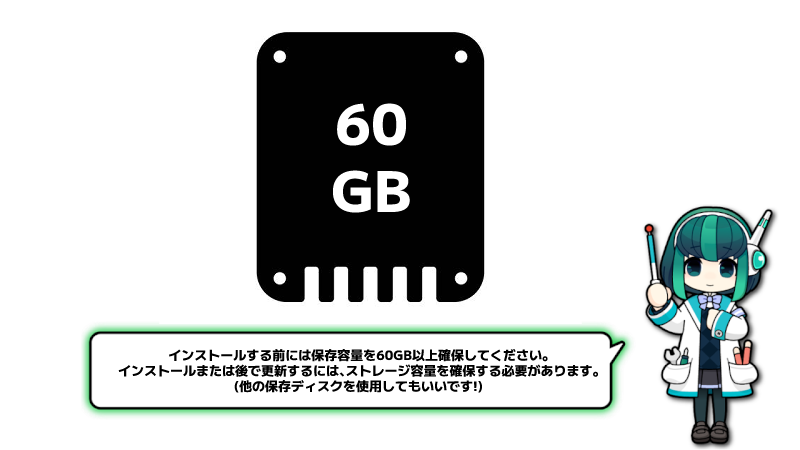 60
GB
インストールする前には保存容量を60GB以上確保してください。
インストールまたは後で更新するには、ストレージ容量を確保する必要があります。
(他の保存ディスクを使用してもいいです!)